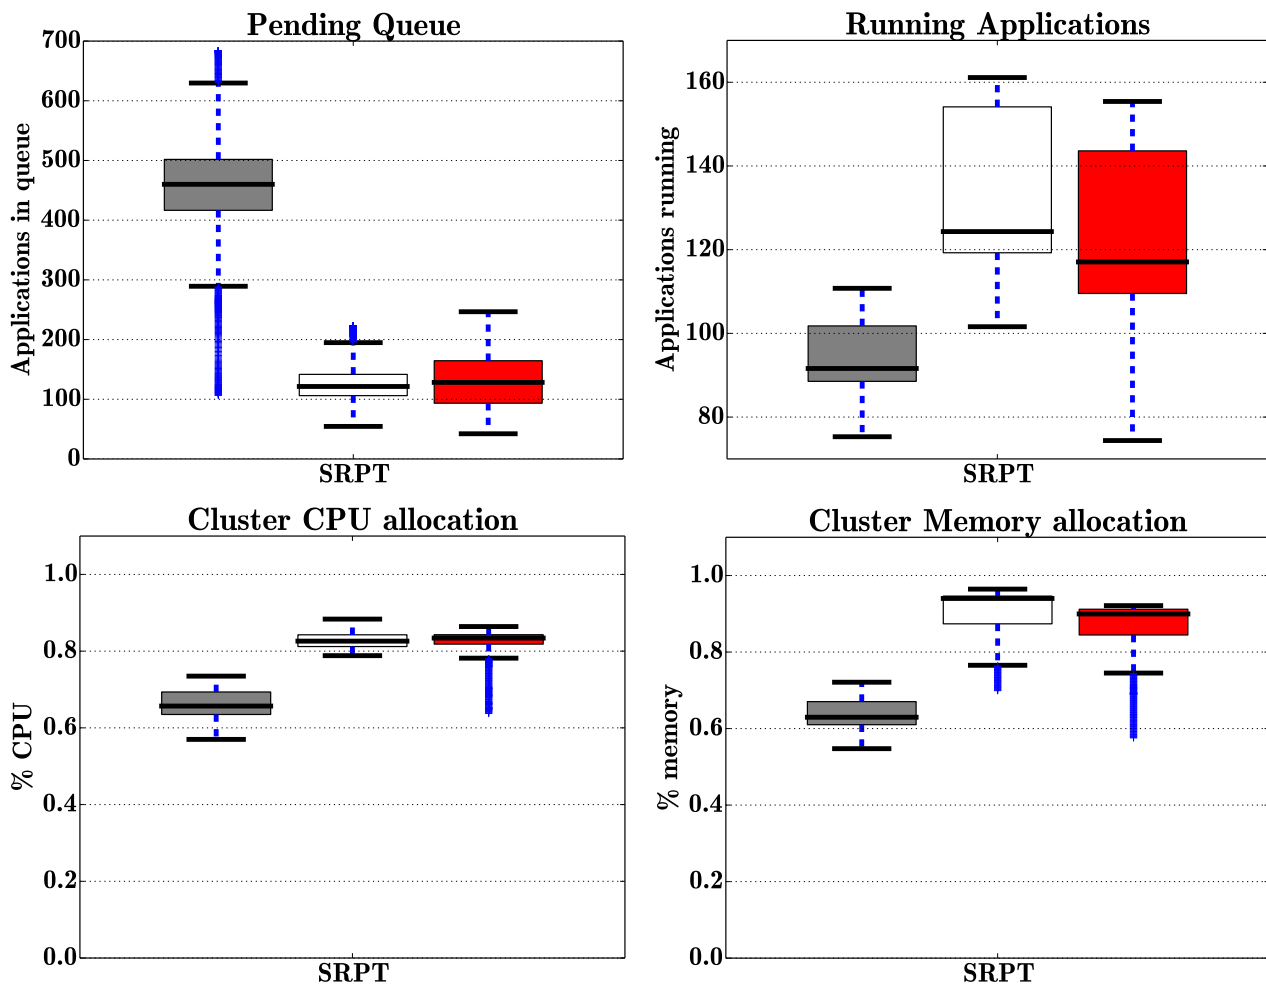 Pending Queue
Applications in queue
700
600
500
400
300
200
100
0
SRPT
Running Applications
Applications running
160
140
120
100
80
SRPT
Cluster CPU allocation
% CPU
1.0
0.8
0.6
0.4
0.2
0.0
SRPT
Cluster Memory allocation
% memory
1.0
0.8
0.6
0.4
0.2
0.0
SRPT